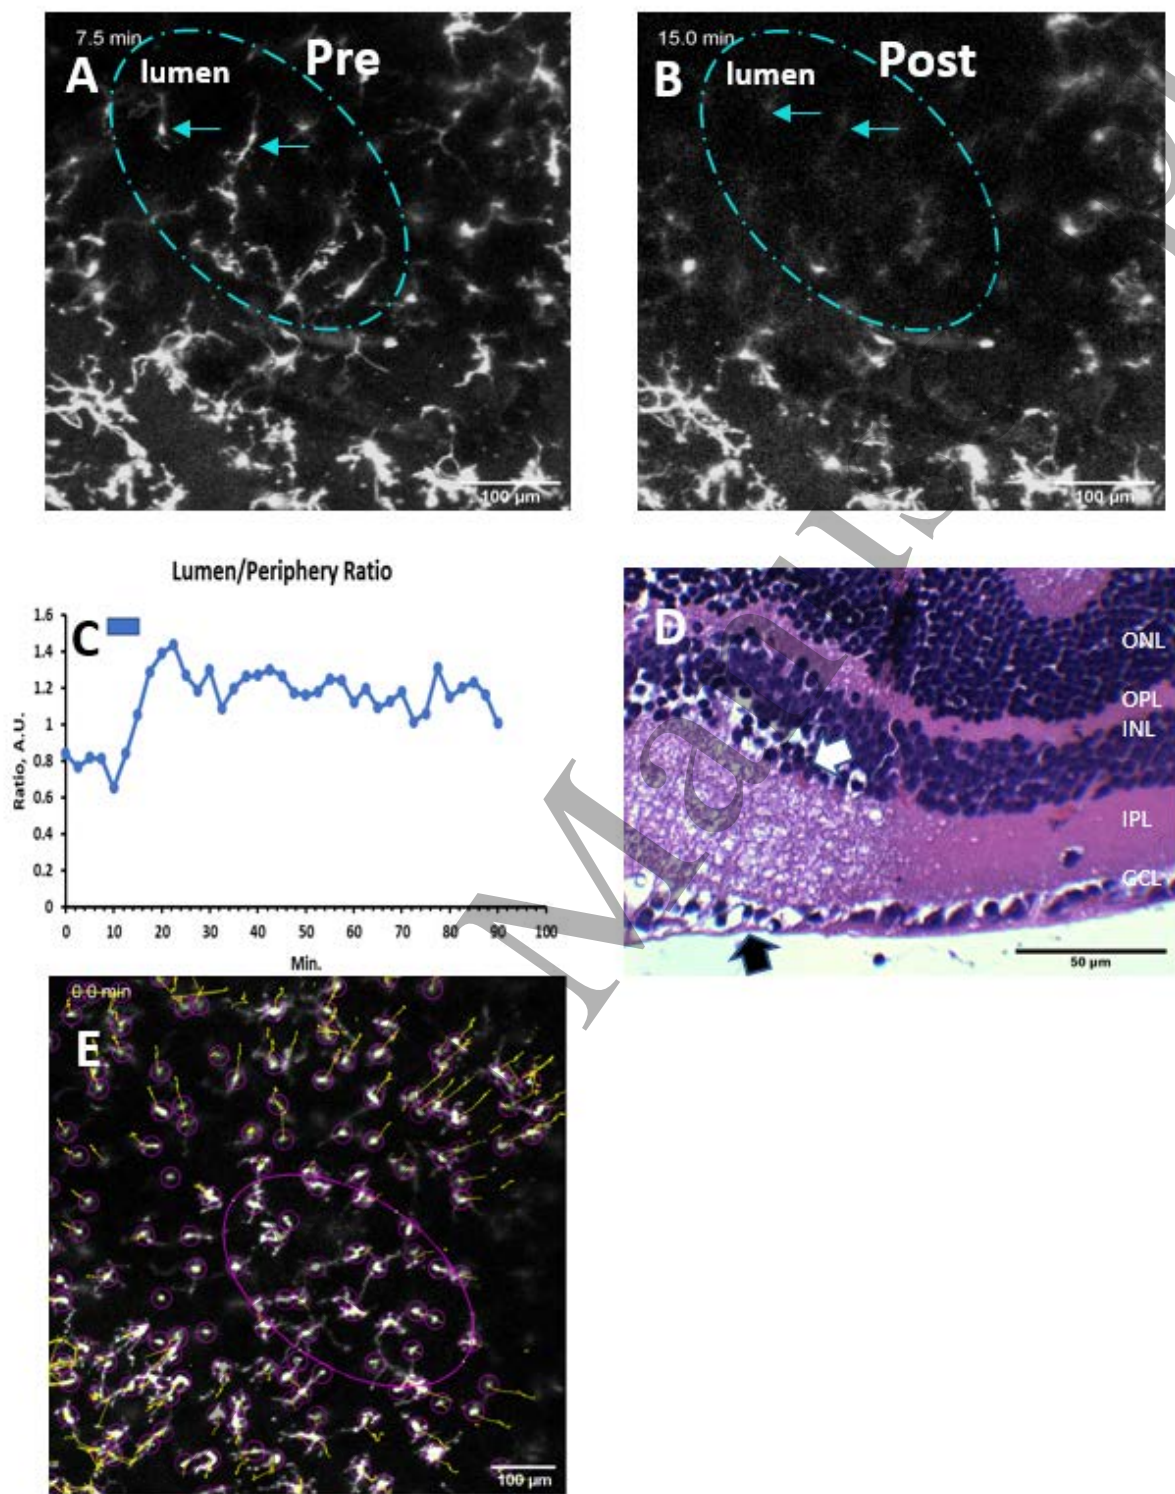 7.5 min
A
lumen
Pre
100 µm
15.0 min
B
lumen
Post
100 µm
Lumen/Periphery Ratio
C
Ratio, A.U.
1.6
1.4
1.2
1
0.8
0.6
0.4
0.2
0
0 10 20 30 40 50 60 70 80 90 100
Min.
D
ONL
OPL
INL
IPL
GCL
50 µm
0.0 min
E
100 µm